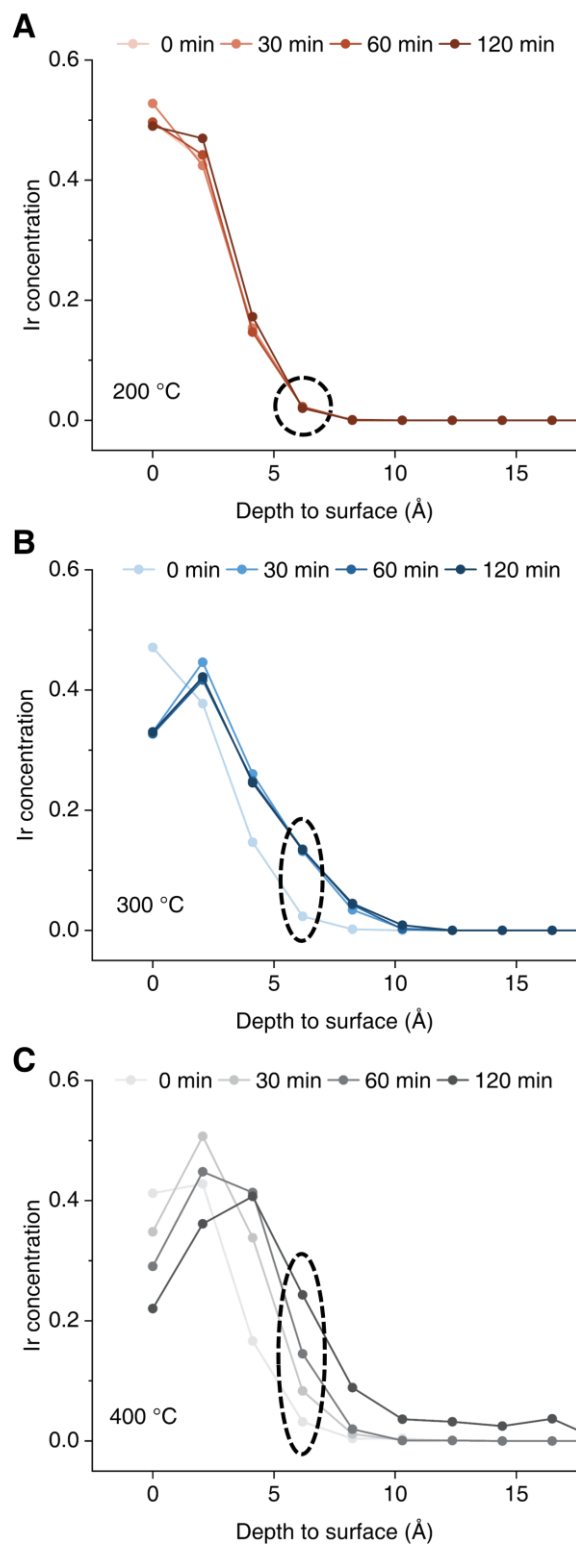 A
0 min 30 min 60 min 120 min
0.6
0.4
0.2
0.0
Ir concentration
200 °C
0 5 10 15
Depth to surface (Å)
B
0 min 30 min 60 min 120 min
0.6
0.4
0.2
0.0
Ir concentration
300 °C
0 5 10 15
Depth to surface (Å)
C
0 min 30 min 60 min 120 min
0.6
0.4
0.2
0.0
Ir concentration
400 °C
0 5 10 15
Depth to surface (Å)